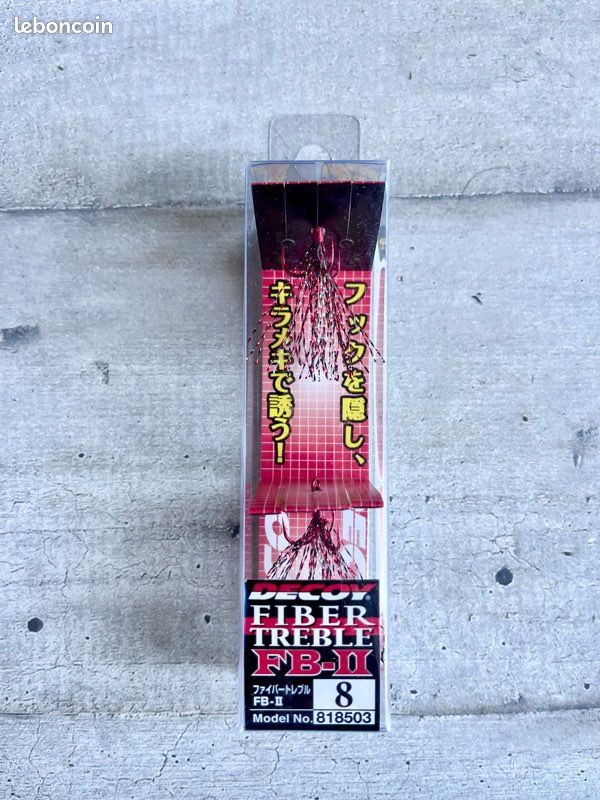 leboncoin
フックを隠し、
キラメキで誘う!
DECOY
FIBER
TREBLE
FB-II
ファイバートレブル
FB-II
8
Model No. 818503